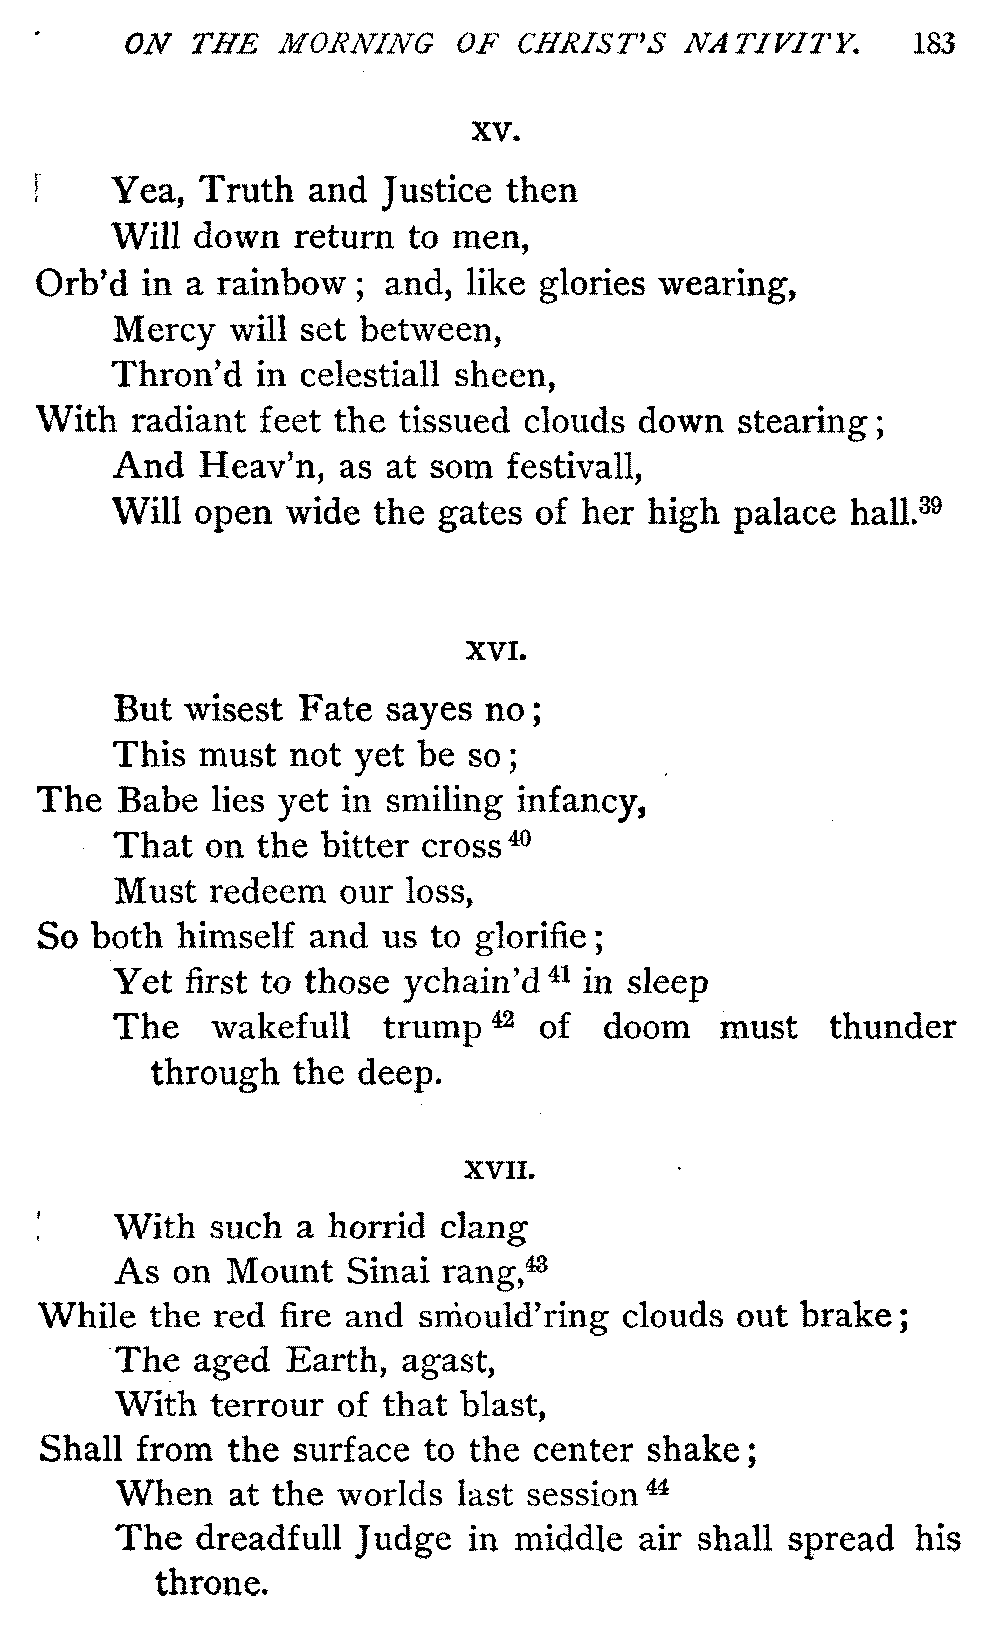 ON THE MORNING OF CHRIST'S NATIVITY. 183
XV.
Yea, Truth and Justice then
Will down return to men,
Orb'd in a rainbow ; and, like glories wearing,
Mercy will set between,
Thron'd in celestiall sheen,
With radiant feet the tissued clouds down stearing ;
And Heav'n, as at som festivall,
Will open wide the gates of her high palace hall.³⁹
XVI.
But wisest Fate sayes no ;
This must not yet be so ;
The Babe lies yet in smiling infancy,
That on the bitter cross ⁴⁰
Must redeem our loss,
So both himself and us to glorifie ;
Yet first to those ychain'd ⁴¹ in sleep
The wakefull trump ⁴² of doom must thunder
through the deep.
XVII.
With such a horrid clang
As on Mount Sinai rang,⁴³
While the red fire and smould'ring clouds out brake ;
The aged Earth, agast,
With terrour of that blast,
Shall from the surface to the center shake ;
When at the worlds last session ⁴⁴
The dreadfull Judge in middle air shall spread his
throne.